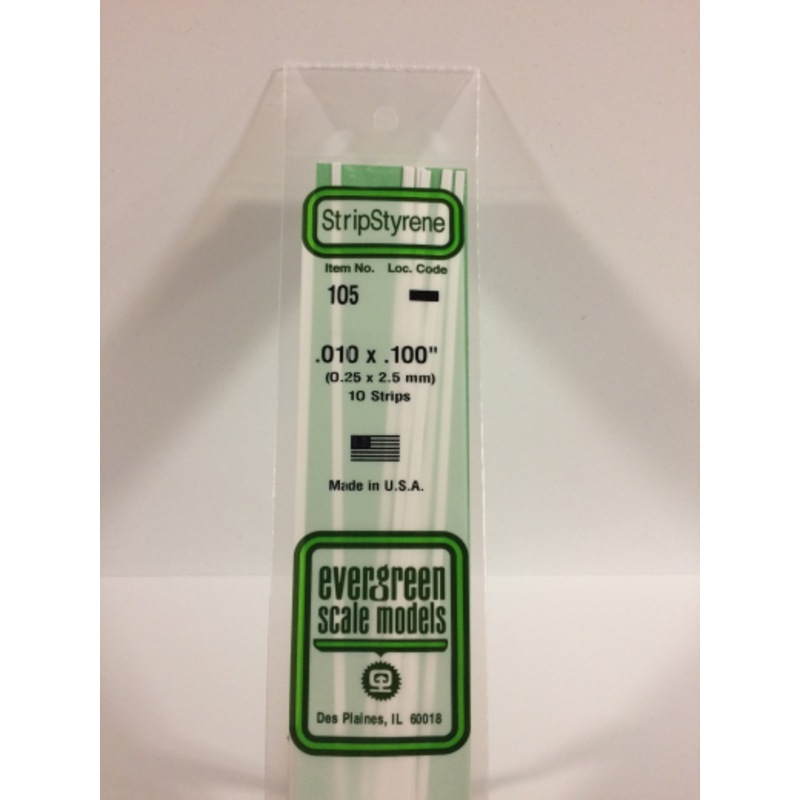 StripStyrene
Item No. Loc. Code
105
.010 x .100"
(0.25 x 2.5 mm)
10 Strips
Made in U.S.A.
evergreen
scale models
Des Plaines, IL 60018